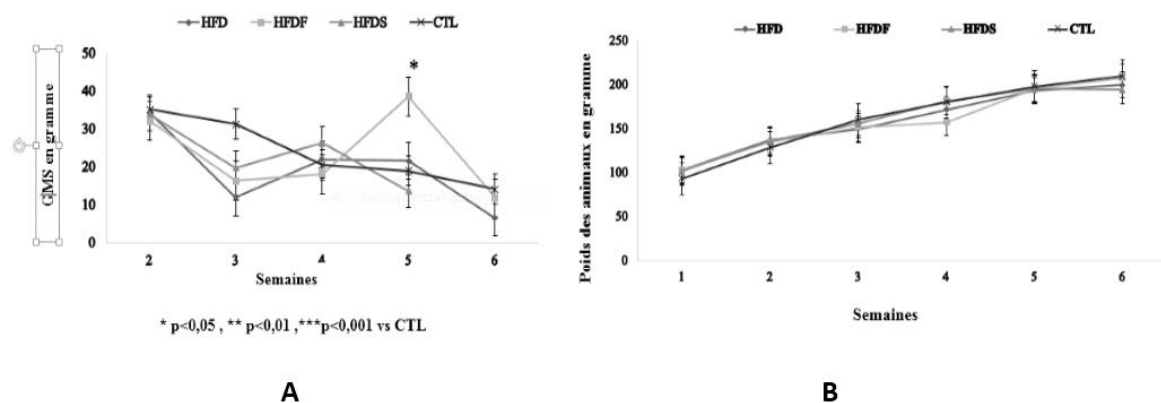 HFD HFDF HFDS CTL
*
50
40
30
20
10
0
GMS en gramme
2 3 4 5 6
Semaines
* p<0,05 , ** p<0,01 ,***p<0,001 vs CTL
A
HFD HFDF HFDS CTL
250
200
150
100
50
0
Poids des animaux en gramme
1 2 3 4 5 6
Semaines
B